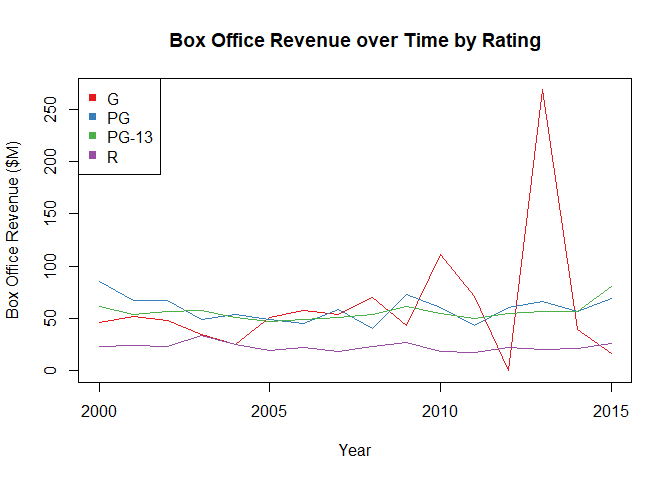 Box Office Revenue over Time by Rating
G
PG
PG-13
R
Box Office Revenue ($M)
250
200
150
100
50
0
2000 2005 2010 2015
Year